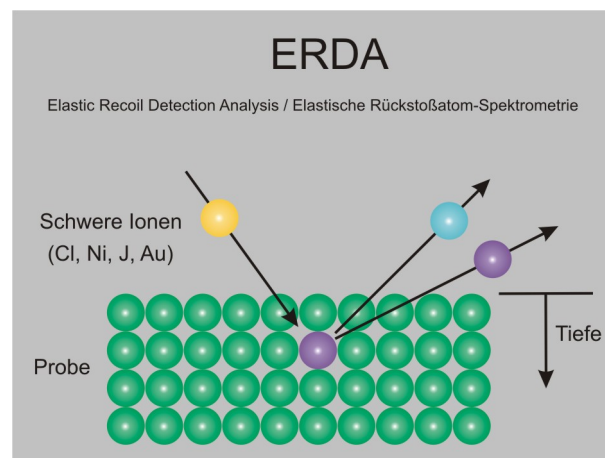 ERDA
Elastic Recoil Detection Analysis / Elastische Rückstoßatom-Spektrometrie
Schwere Ionen
(Cl, Ni, J, Au)
Tiefe
Probe